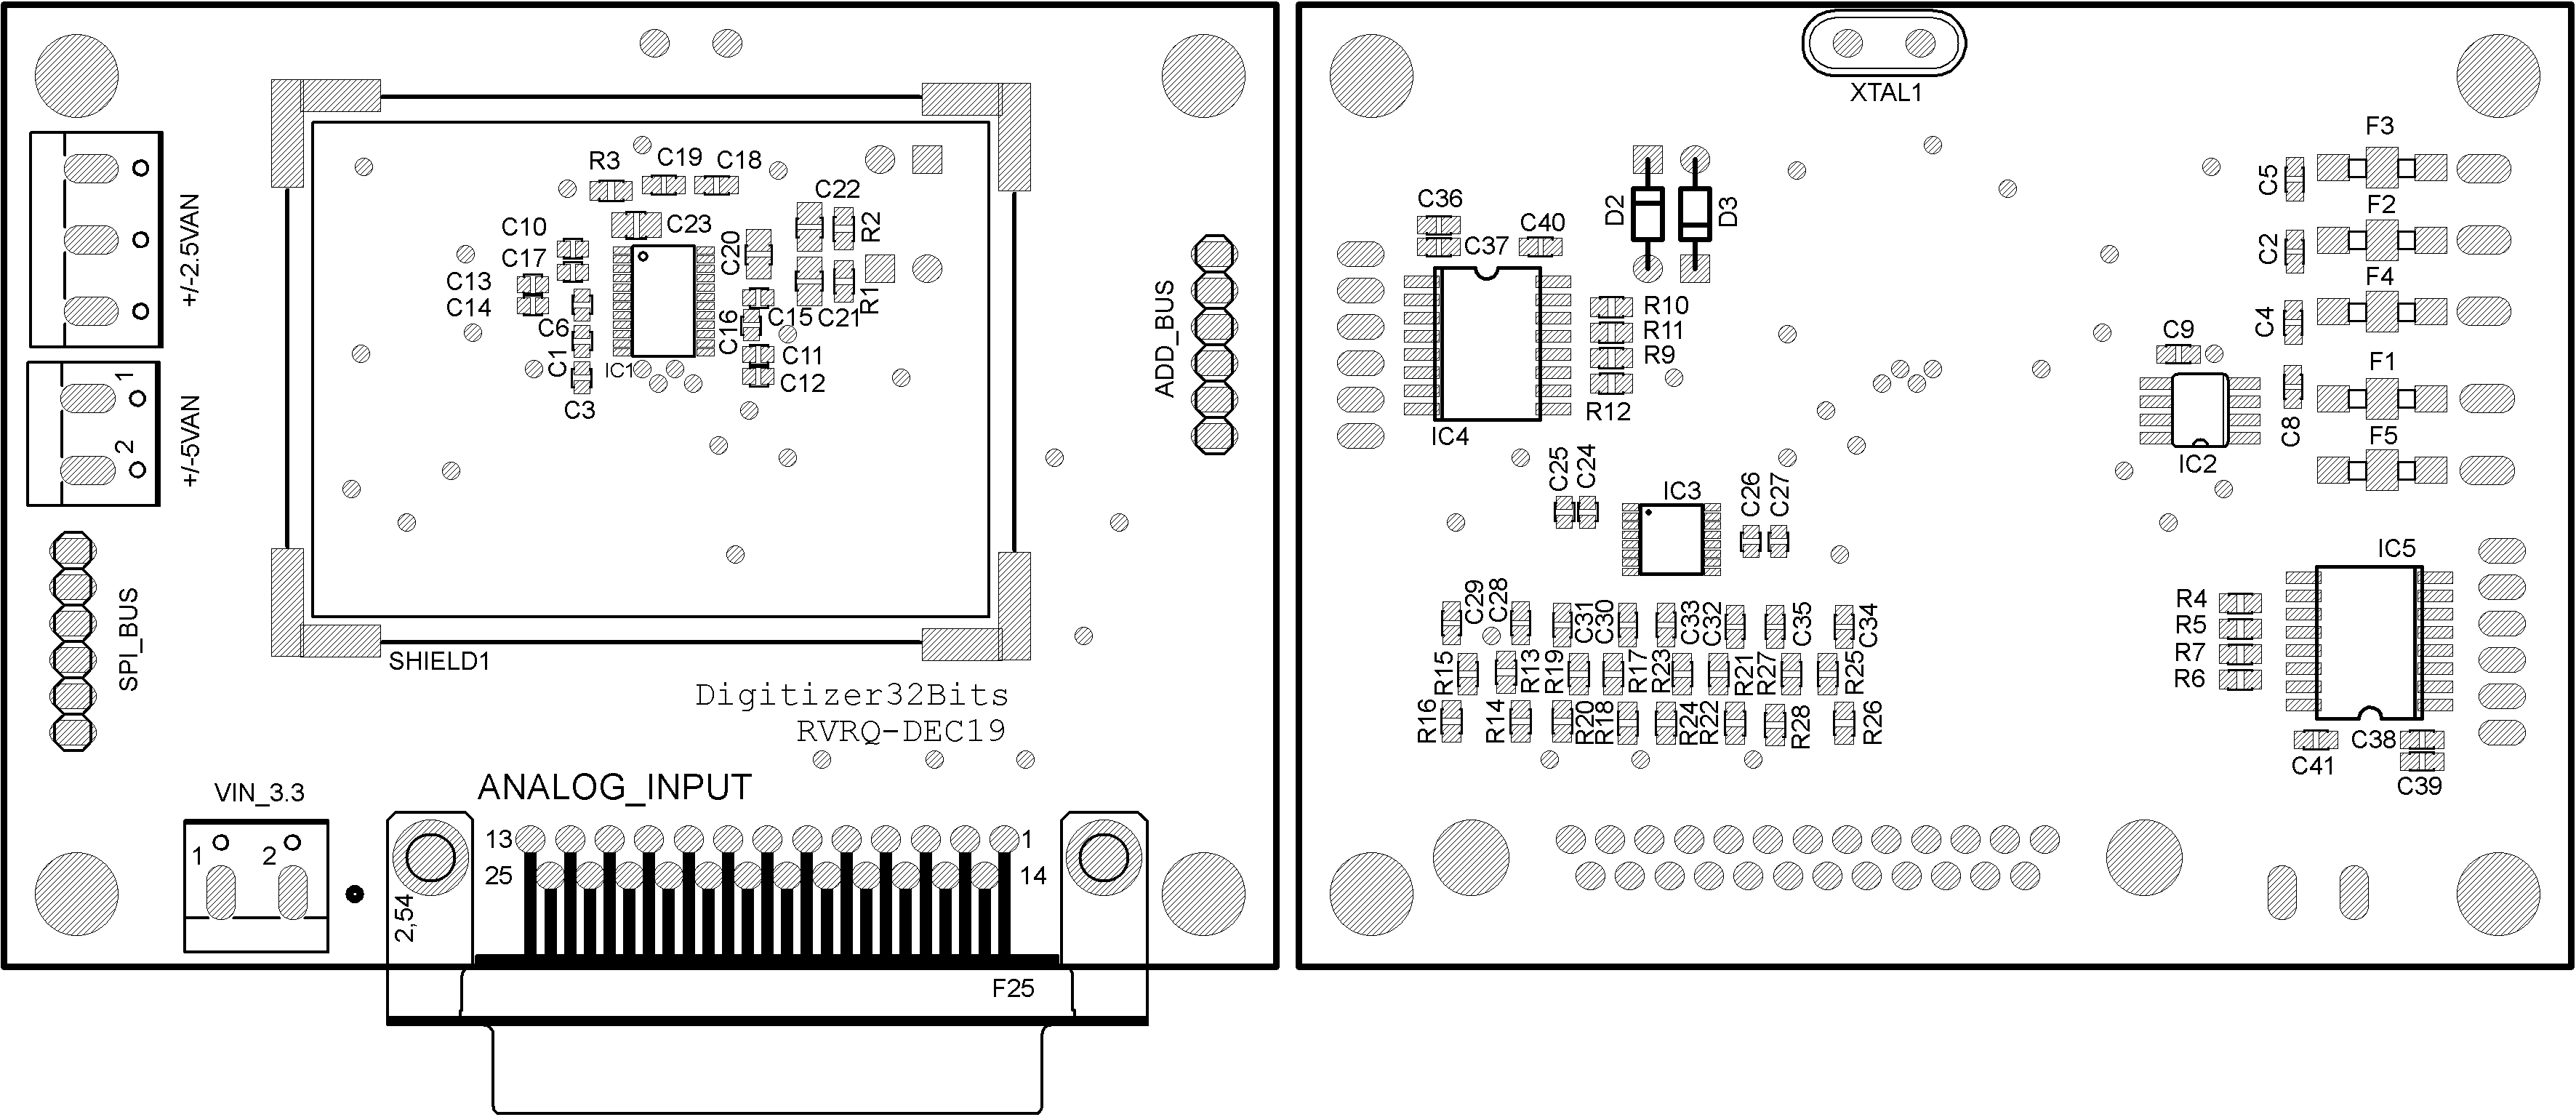 R3
C19
C18
C22
R2
C10
C23
C20
C17
C13
C14
C6
C16
C15
C21
R1
C1
IC1
C11
C12
C3
+/-2.5VAN
1
2
+/-5VAN
ADD_BUS
SPI_BUS
SHIELD1
Digitizer32Bits
RVRQ-DEC19
ANALOG_INPUT
VIN_3.3
1
2
13
1
25
14
2,54
F25
XTAL1
F3
C5
F2
C36
C40
D2
D3
C37
C2
F4
R10
R11
R9
R12
C4
C9
F1
IC4
C8
F5
IC2
C25
C24
IC3
C26
C27
IC5
C29
C28
C31
C30
C33
C32
C35
C34
R4
R5
R7
R6
R15
R13
R19
R17
R23
R21
R27
R25
R16
R14
R20
R18
R24
R22
R28
R26
C38
C41
C39